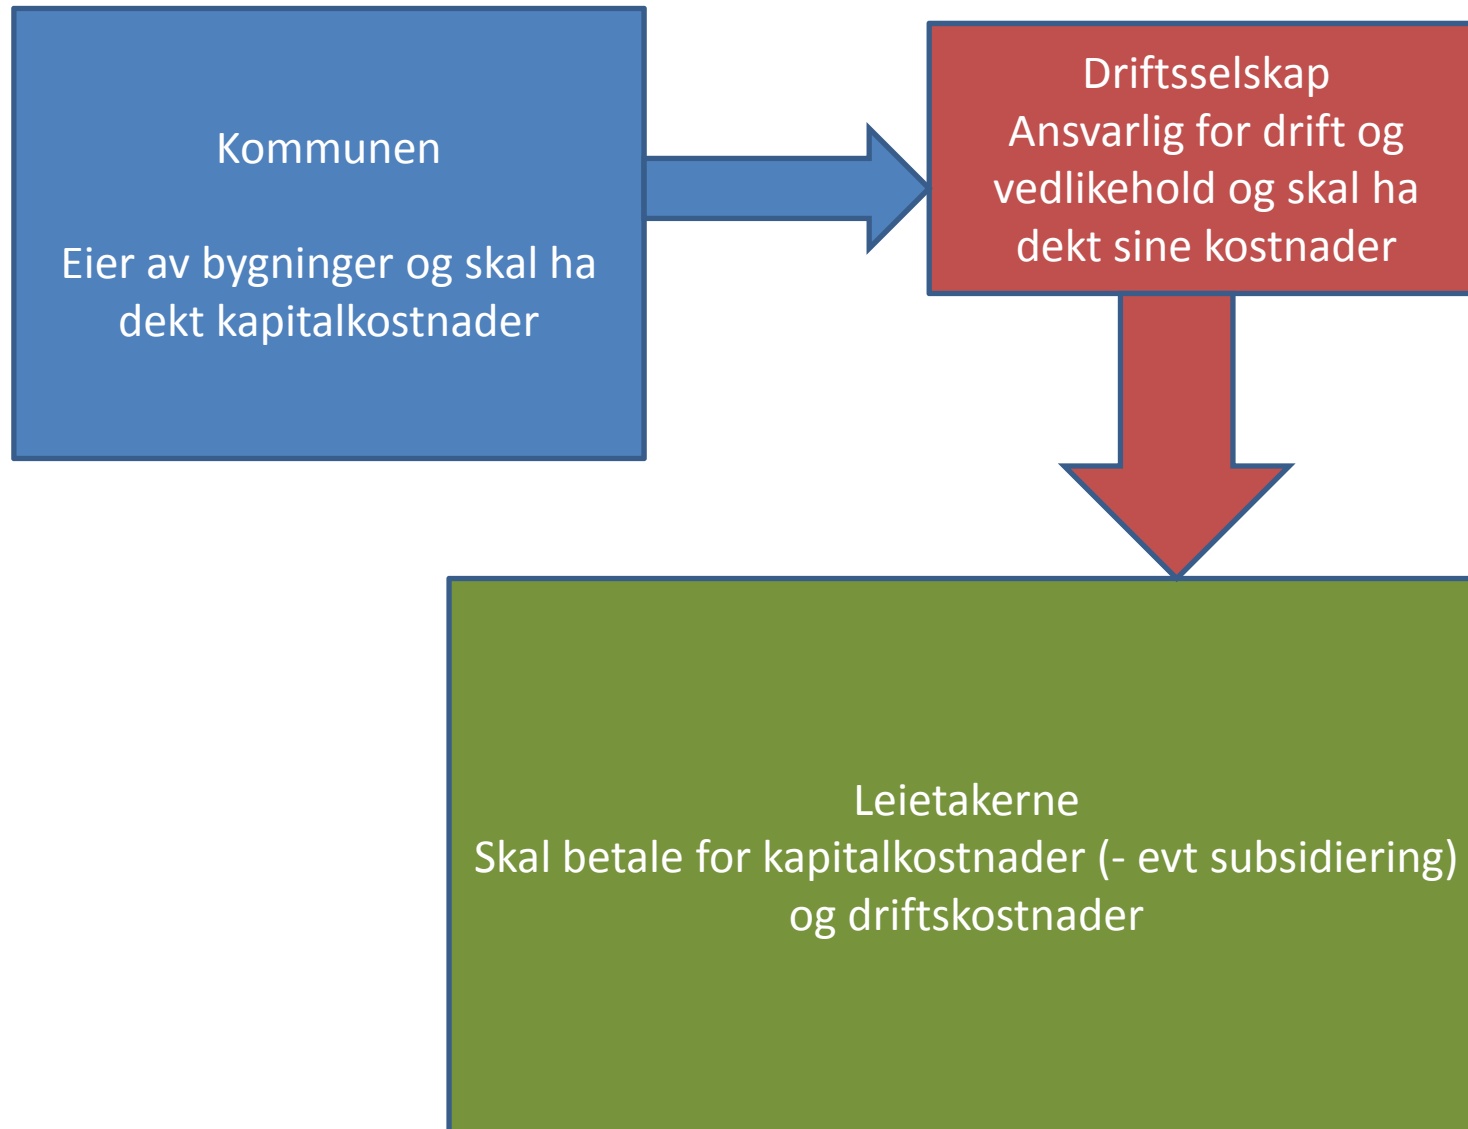 Kommunen
Eier av bygninger og skal ha
dekt kapitalkostnader
Driftsselskap
Ansvarlig for drift og
vedlikehold og skal ha
dekt sine kostnader
Leietakerne
Skal betale for kapitalkostnader (- evt subsidiering)
og driftskostnader